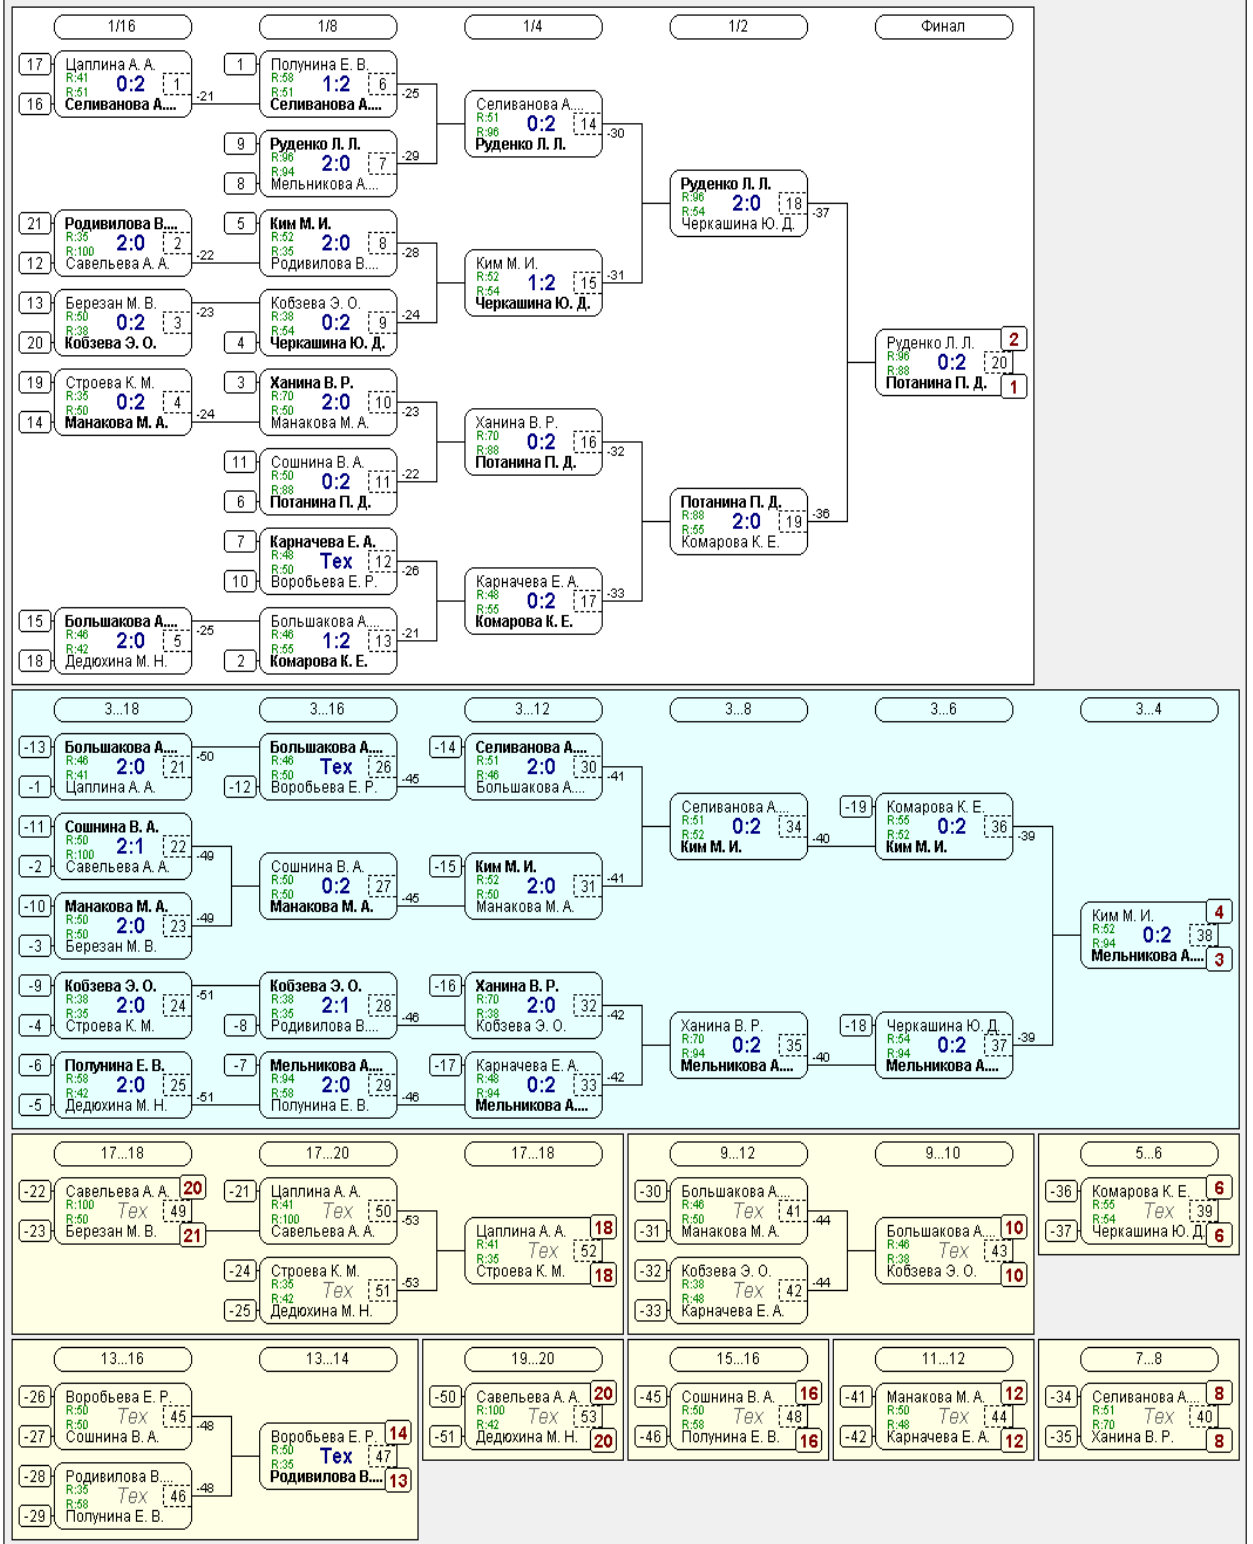 1/16 1/8 1/4 1/2 Финал
17 Цаплина А. А. R:41 0:2 R:51 1 16 Селиванова А.... -21
1 Полунина Е. В. R:58 1:2 R:51 6 Селиванова А.... -25
Селиванова А.... R:51 0:2 R:96 14 Руденко Л. Л. -30
9 Руденко Л. Л. R:96 2:0 R:94 7 8 Мельникова А.... -29
Руденко Л. Л. R:96 2:0 R:54 18 Черкашина Ю. Д. -37
21 Родивилова В.... R:35 2:0 R:100 2 12 Савельева А. А. -22
5 Ким М. И. R:52 2:0 R:35 8 Родивилова В.... -28
Ким М. И. R:52 1:2 R:54 15 Черкашина Ю. Д. -31
13 Березан М. В. R:50 0:2 R:38 3 20 Кобзева Э. О. -23
Кобзева Э. О. R:38 0:2 R:54 9 4 Черкашина Ю. Д. -24
Руденко Л. Л. 2 R:96 0:2 R:88 20 Потанина П. Д. 1
19 Строева К. М. R:35 0:2 R:50 4 14 Манакова М. А. -24
3 Ханина В. Р. R:70 2:0 R:50 10 Манакова М. А. -23
Ханина В. Р. R:70 0:2 R:88 16 Потанина П. Д. -32
11 Сошнина В. А. R:50 0:2 R:88 11 6 Потанина П. Д. -22
Потанина П. Д. R:88 2:0 R:55 19 Комарова К. Е. -36
7 Карначева Е. А. R:48 Тех R:50 12 10 Воробьева Е. Р. -26
Карначева Е. А. R:48 0:2 R:55 17 Комарова К. Е. -33
15 Большакова А.... R:46 2:0 R:42 5 18 Дедюхина М. Н. -25
Большакова А.... R:46 1:2 R:55 13 2 Комарова К. Е. -21
3...18 3...16 3...12 3...8 3...6 3...4
-13 Большакова А.... R:46 2:0 R:41 21 -1 Цаплина А. А. -50
Большакова А.... R:46 Тех R:50 26 -12 Воробьева Е. Р. -45
-14 Селиванова А.... R:51 2:0 R:46 30 Большакова А.... -41
Селиванова А.... R:51 0:2 R:52 34 Ким М. И. -40
-19 Комарова К. Е. R:55 0:2 R:52 36 Ким М. И. -39
-11 Сошнина В. А. R:50 2:1 R:100 22 -2 Савельева А. А. -49
Сошнина В. А. R:50 0:2 R:50 27 Манакова М. А. -45
-15 Ким М. И. R:52 2:0 R:50 31 Манакова М. А. -41
-10 Манакова М. А. R:50 2:0 R:50 23 -3 Березан М. В. -49
Ким М. И. 4 R:52 0:2 R:94 38 Мельникова А.... 3
-9 Кобзева Э. О. R:38 2:0 R:35 24 -4 Строева К. М. -51
Кобзева Э. О. R:38 2:1 R:35 28 -8 Родивилова В.... -46
-16 Ханина В. Р. R:70 2:0 R:38 32 Кобзева Э. О. -42
Ханина В. Р. R:70 0:2 R:94 35 Мельникова А.... -40
-18 Черкашина Ю. Д. R:54 0:2 R:94 37 Мельникова А.... -39
-6 Полунина Е. В. R:58 2:0 R:42 25 -5 Дедюхина М. Н. -51
-7 Мельникова А.... R:94 2:0 R:58 29 Полунина Е. В. -46
-17 Карначева Е. А. R:48 0:2 R:94 33 Мельникова А.... -42
17...18 17...20 17...18 9...12 9...10 5...6
-22 Савельева А. А. 20 R:100 Тех R:50 49 -23 Березан М. В. 21
-21 Цаплина А. А. R:41 Тех R:100 50 Савельева А. А. -53
Цаплина А. А. 18 R:41 Тех R:35 52 Строева К. М. 18
-24 Строева К. М. R:35 Тех R:42 51 -25 Дедюхина М. Н. -53
-30 Большакова А.... R:46 Тех R:50 41 -31 Манакова М. А. -44
Большакова А.... 10 R:46 Тех R:38 43 Кобзева Э. О. 10
-32 Кобзева Э. О. R:38 Тех R:48 42 -33 Карначева Е. А. -44
-36 Комарова К. Е. 6 R:55 Тех R:54 39 -37 Черкашина Ю. Д. 6
13...16 13...14 19...20 15...16 11...12 7...8
-26 Воробьева Е. Р. R:50 Тех R:50 45 -27 Сошнина В. А. -48
Воробьева Е. Р. 14 R:50 Тех R:35 47 Родивилова В.... 13
-28 Родивилова В.... R:35 Тех R:58 46 -29 Полунина Е. В. -48
-50 Савельева А. А. 20 R:100 Тех R:42 53 -51 Дедюхина М. Н. 20
-45 Сошнина В. А. 16 R:50 Тех R:58 48 -46 Полунина Е. В. 16
-41 Манакова М. А. 12 R:50 Тех R:48 44 -42 Карначева Е. А. 12
-34 Селиванова А.... 8 R:51 Тех R:70 40 -35 Ханина В. Р. 8